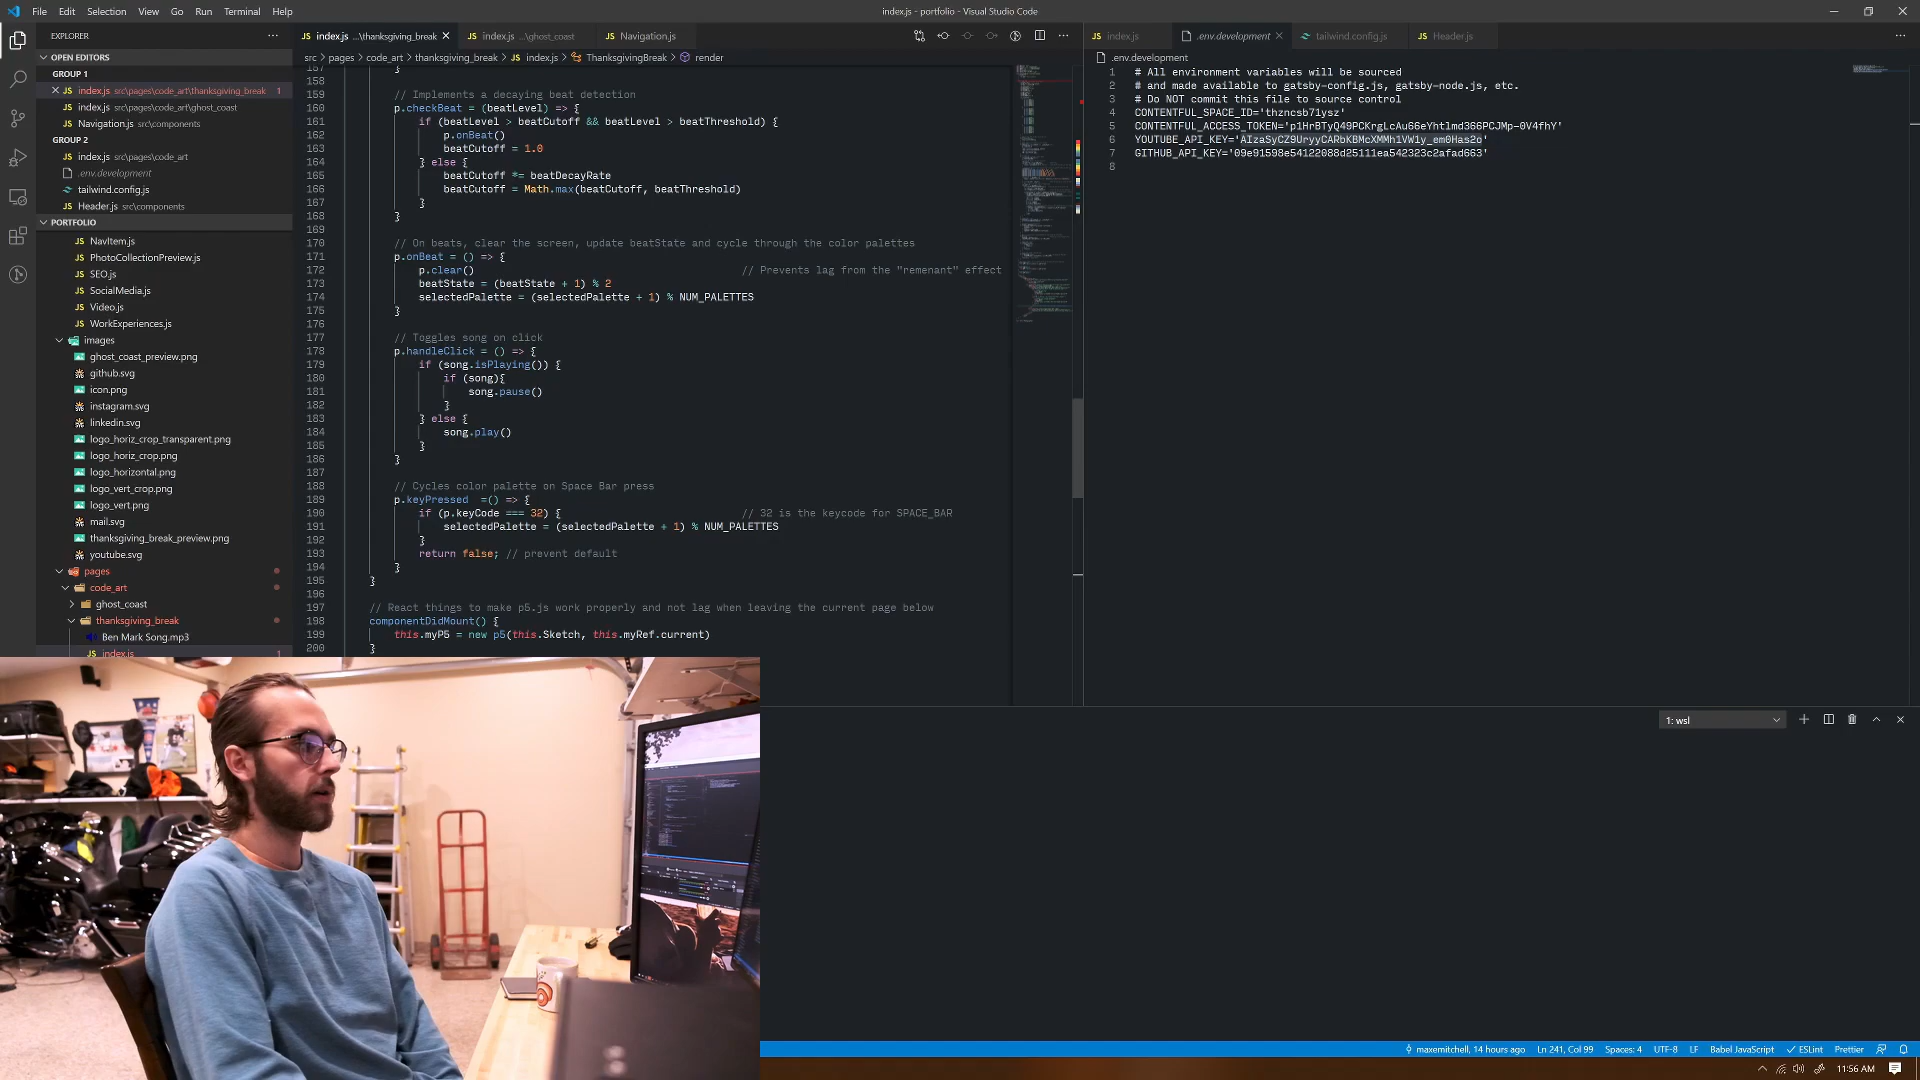 File Edit Selection View Go Run Terminal Help
index.js - portfolio - Visual Studio Code
EXPLORER
OPEN EDITORS
GROUP 1
index.js src\pages\code_art\thanksgiving_break 1
index.js src\pages\code_art\ghost_coast
Navigation.js src\components
GROUP 2
index.js src\pages\code_art
.env.development
tailwind.config.js
Header.js src\components
PORTFOLIO
NavItem.js
PhotoCollectionPreview.js
SEO.js
SocialMedia.js
Video.js
WorkExperiences.js
images
ghost_coast_preview.png
github.svg
icon.png
instagram.svg
linkedin.svg
logo_horiz_crop_transparent.png
logo_horiz_crop.png
logo_horizontal.png
logo_vert_crop.png
logo_vert.png
mail.svg
thanksgiving_break_preview.png
youtube.svg
pages
code_art
ghost_coast
thanksgiving_break
Ben Mark Song.mp3
index.js 1
index.js ...\thanksgiving_break
index.js ...\ghost_coast
Navigation.js
src > pages > code_art > thanksgiving_break > index.js > ThanksgivingBreak > render
157 }
158
159 // Implements a decaying beat detection
160 p.checkBeat = (beatLevel) => {
161 if (beatLevel > beatCutoff && beatLevel > beatThreshold) {
162 p.onBeat()
163 beatCutoff = 1.0
164 } else {
165 beatCutoff *= beatDecayRate
166 beatCutoff = Math.max(beatCutoff, beatThreshold)
167 }
168 }
169
170 // On beats, clear the screen, update beatState and cycle through the color palettes
171 p.onBeat = () => {
172 p.clear() // Prevents lag from the "remenant" effect
173 beatState = (beatState + 1) % 2
174 selectedPalette = (selectedPalette + 1) % NUM_PALETTES
175 }
176
177 // Toggles song on click
178 p.handleClick = () => {
179 if (song.isPlaying()) {
180 if (song){
181 song.pause()
182 }
183 } else {
184 song.play()
185 }
186 }
187
188 // Cycles color palette on Space Bar press
189 p.keyPressed =() => {
190 if (p.keyCode === 32) { // 32 is the keycode for SPACE_BAR
191 selectedPalette = (selectedPalette + 1) % NUM_PALETTES
192 }
193 return false; // prevent default
194 }
195 }
196
197 // React things to make p5.js work properly and not lag when leaving the current page below
198 componentDidMount() {
199 this.myP5 = new p5(this.Sketch, this.myRef.current)
200 }
index.js
.env.development
tailwind.config.js
Header.js
.env.development
1 # All environment variables will be sourced
2 # and made available to gatsby-config.js, gatsby-node.js, etc.
3 # Do NOT commit this file to source control
4 CONTENTFUL_SPACE_ID='thzncsb71ysz'
5 CONTENTFUL_ACCESS_TOKEN='p1HrBTyQ49PCKrgLcAu66eYhtlmd366PCJMp-0V4fhY'
6 YOUTUBE_API_KEY='AIzaSyCZ9UryyCARbKBMcXMMh1VW1y_em0Has2o'
7 GITHUB_API_KEY='09e91598e54122088d25111ea542323c2afad663'
8
1: wsl
maxemitchell, 14 hours ago Ln 241, Col 99 Spaces: 4 UTF-8 LF Babel JavaScript ESLint Prettier
11:56 AM